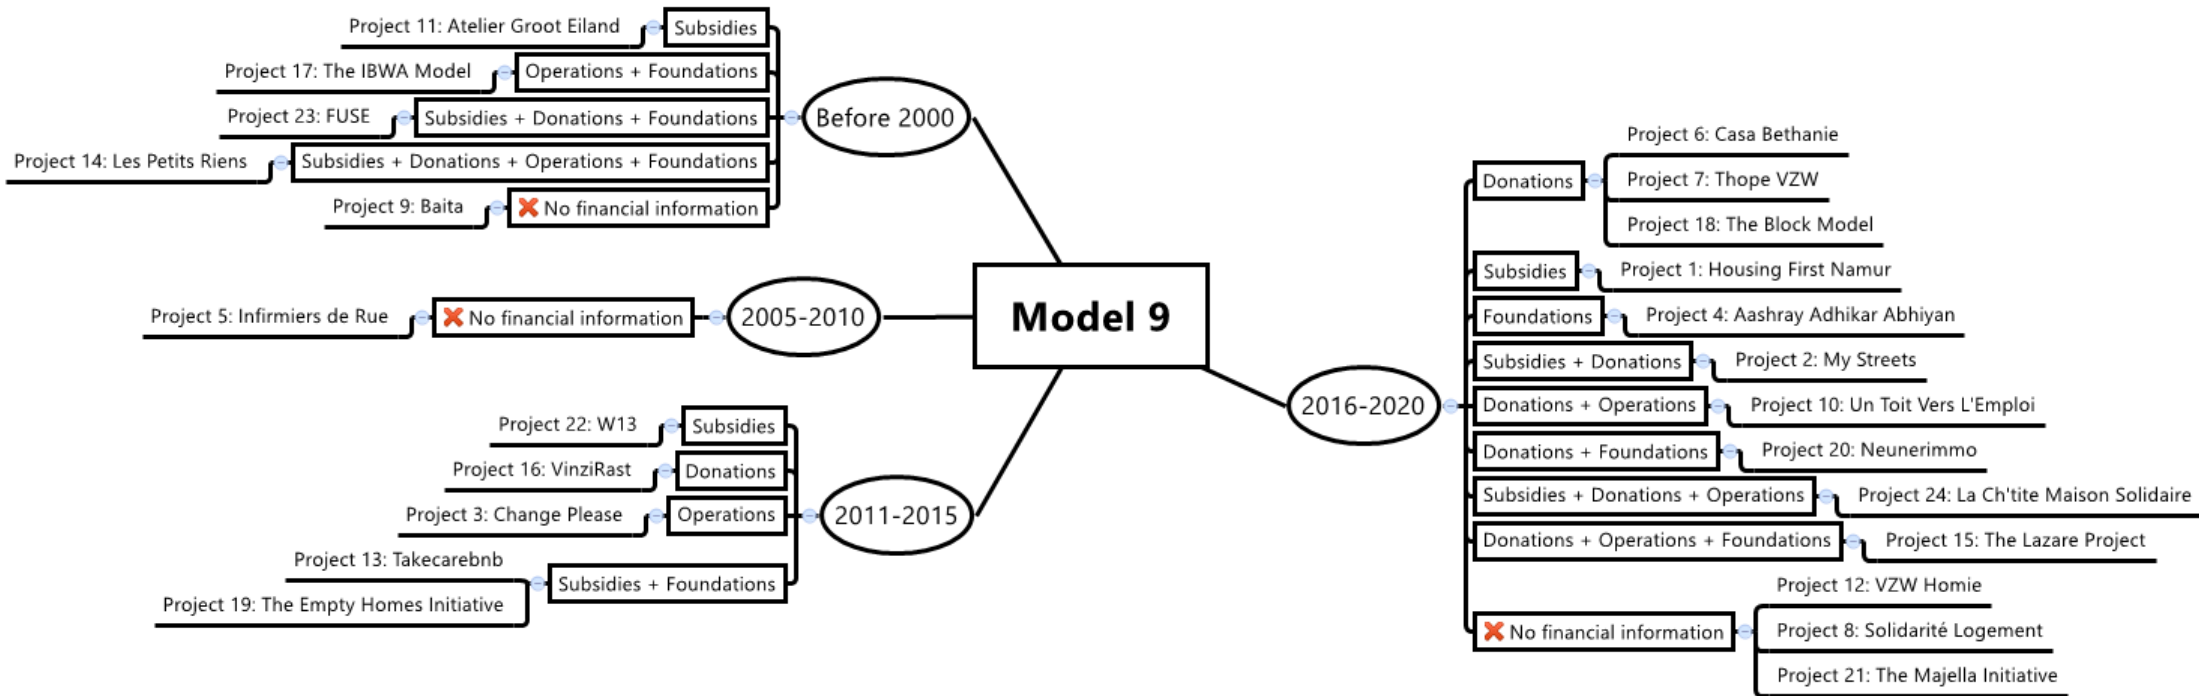 Model 9
Before 2000
Subsidies
Project 11: Atelier Groot Eiland
Operations + Foundations
Project 17: The IBWA Model
Subsidies + Donations + Foundations
Project 23: FUSE
Subsidies + Donations + Operations + Foundations
Project 14: Les Petits Riens
No financial information
Project 9: Baita
2005-2010
No financial information
Project 5: Infirmiers de Rue
2011-2015
Subsidies
Project 22: W13
Donations
Project 16: VinziRast
Operations
Project 3: Change Please
Subsidies + Foundations
Project 13: Takecarebnb
Project 19: The Empty Homes Initiative
2016-2020
Donations
Project 6: Casa Bethanie
Project 7: Thope VZW
Project 18: The Block Model
Subsidies
Project 1: Housing First Namur
Foundations
Project 4: Aashray Adhikar Abhiyan
Subsidies + Donations
Project 2: My Streets
Donations + Operations
Project 10: Un Toit Vers L'Emploi
Donations + Foundations
Project 20: Neunerimmo
Subsidies + Donations + Operations
Project 24: La Ch'tite Maison Solidaire
Donations + Operations + Foundations
Project 15: The Lazare Project
No financial information
Project 12: VZW Homie
Project 8: Solidarité Logement
Project 21: The Majella Initiative